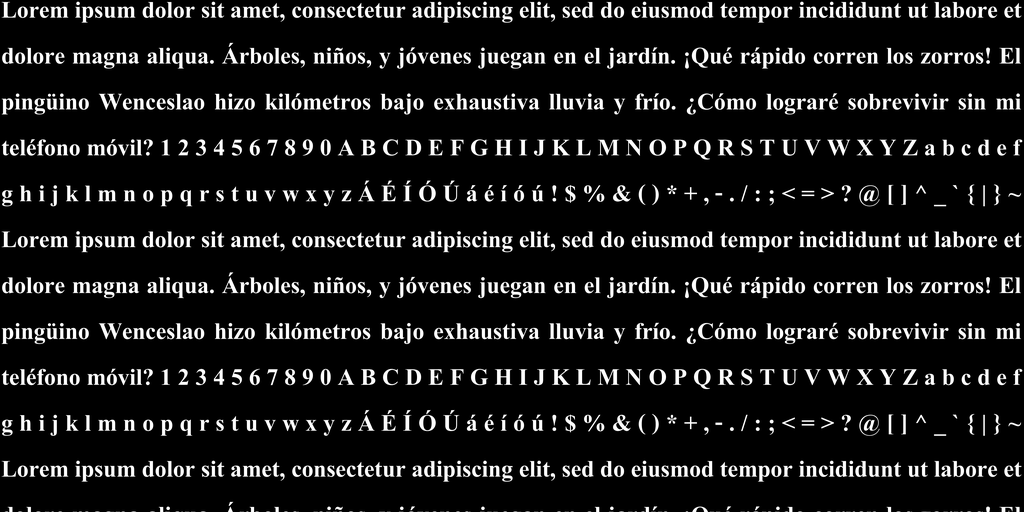 Lorem ipsum dolor sit amet, consectetur adipiscing elit, sed do eiusmod tempor incididunt ut labore et
dolore magna aliqua. Árboles, niños, y jóvenes juegan en el jardín. ¡Qué rápido corren los zorros! El
pingüino Wenceslao hizo kilómetros bajo exhaustiva lluvia y frío. ¿Cómo lograré sobrevivir sin mi
teléfono móvil? 1 2 3 4 5 6 7 8 9 0 A B C D E F G H I J K L M N O P Q R S T U V W X Y Z a b c d e f
g h i j k l m n o p q r s t u v w x y z Á É Í Ó Ú á é í ó ú ! $ % & ( ) * + , - . / : ; < = > ? @ [ ] ^ _ ` { | } ~
Lorem ipsum dolor sit amet, consectetur adipiscing elit, sed do eiusmod tempor incididunt ut labore et
dolore magna aliqua. Árboles, niños, y jóvenes juegan en el jardín. ¡Qué rápido corren los zorros! El
pingüino Wenceslao hizo kilómetros bajo exhaustiva lluvia y frío. ¿Cómo lograré sobrevivir sin mi
teléfono móvil? 1 2 3 4 5 6 7 8 9 0 A B C D E F G H I J K L M N O P Q R S T U V W X Y Z a b c d e f
g h i j k l m n o p q r s t u v w x y z Á É Í Ó Ú á é í ó ú ! $ % & ( ) * + , - . / : ; < = > ? @ [ ] ^ _ ` { | } ~
Lorem ipsum dolor sit amet, consectetur adipiscing elit, sed do eiusmod tempor incididunt ut labore et